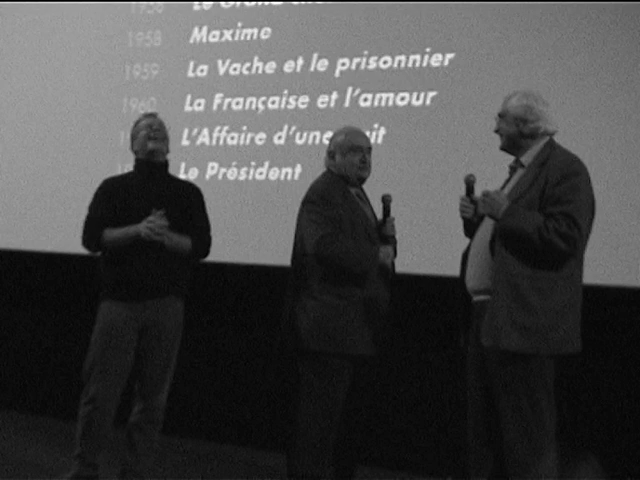 1958 Maxime
1959 La Vache et le prisonnier
1960 La Française et l'amour
L'Affaire d'une
Le Président